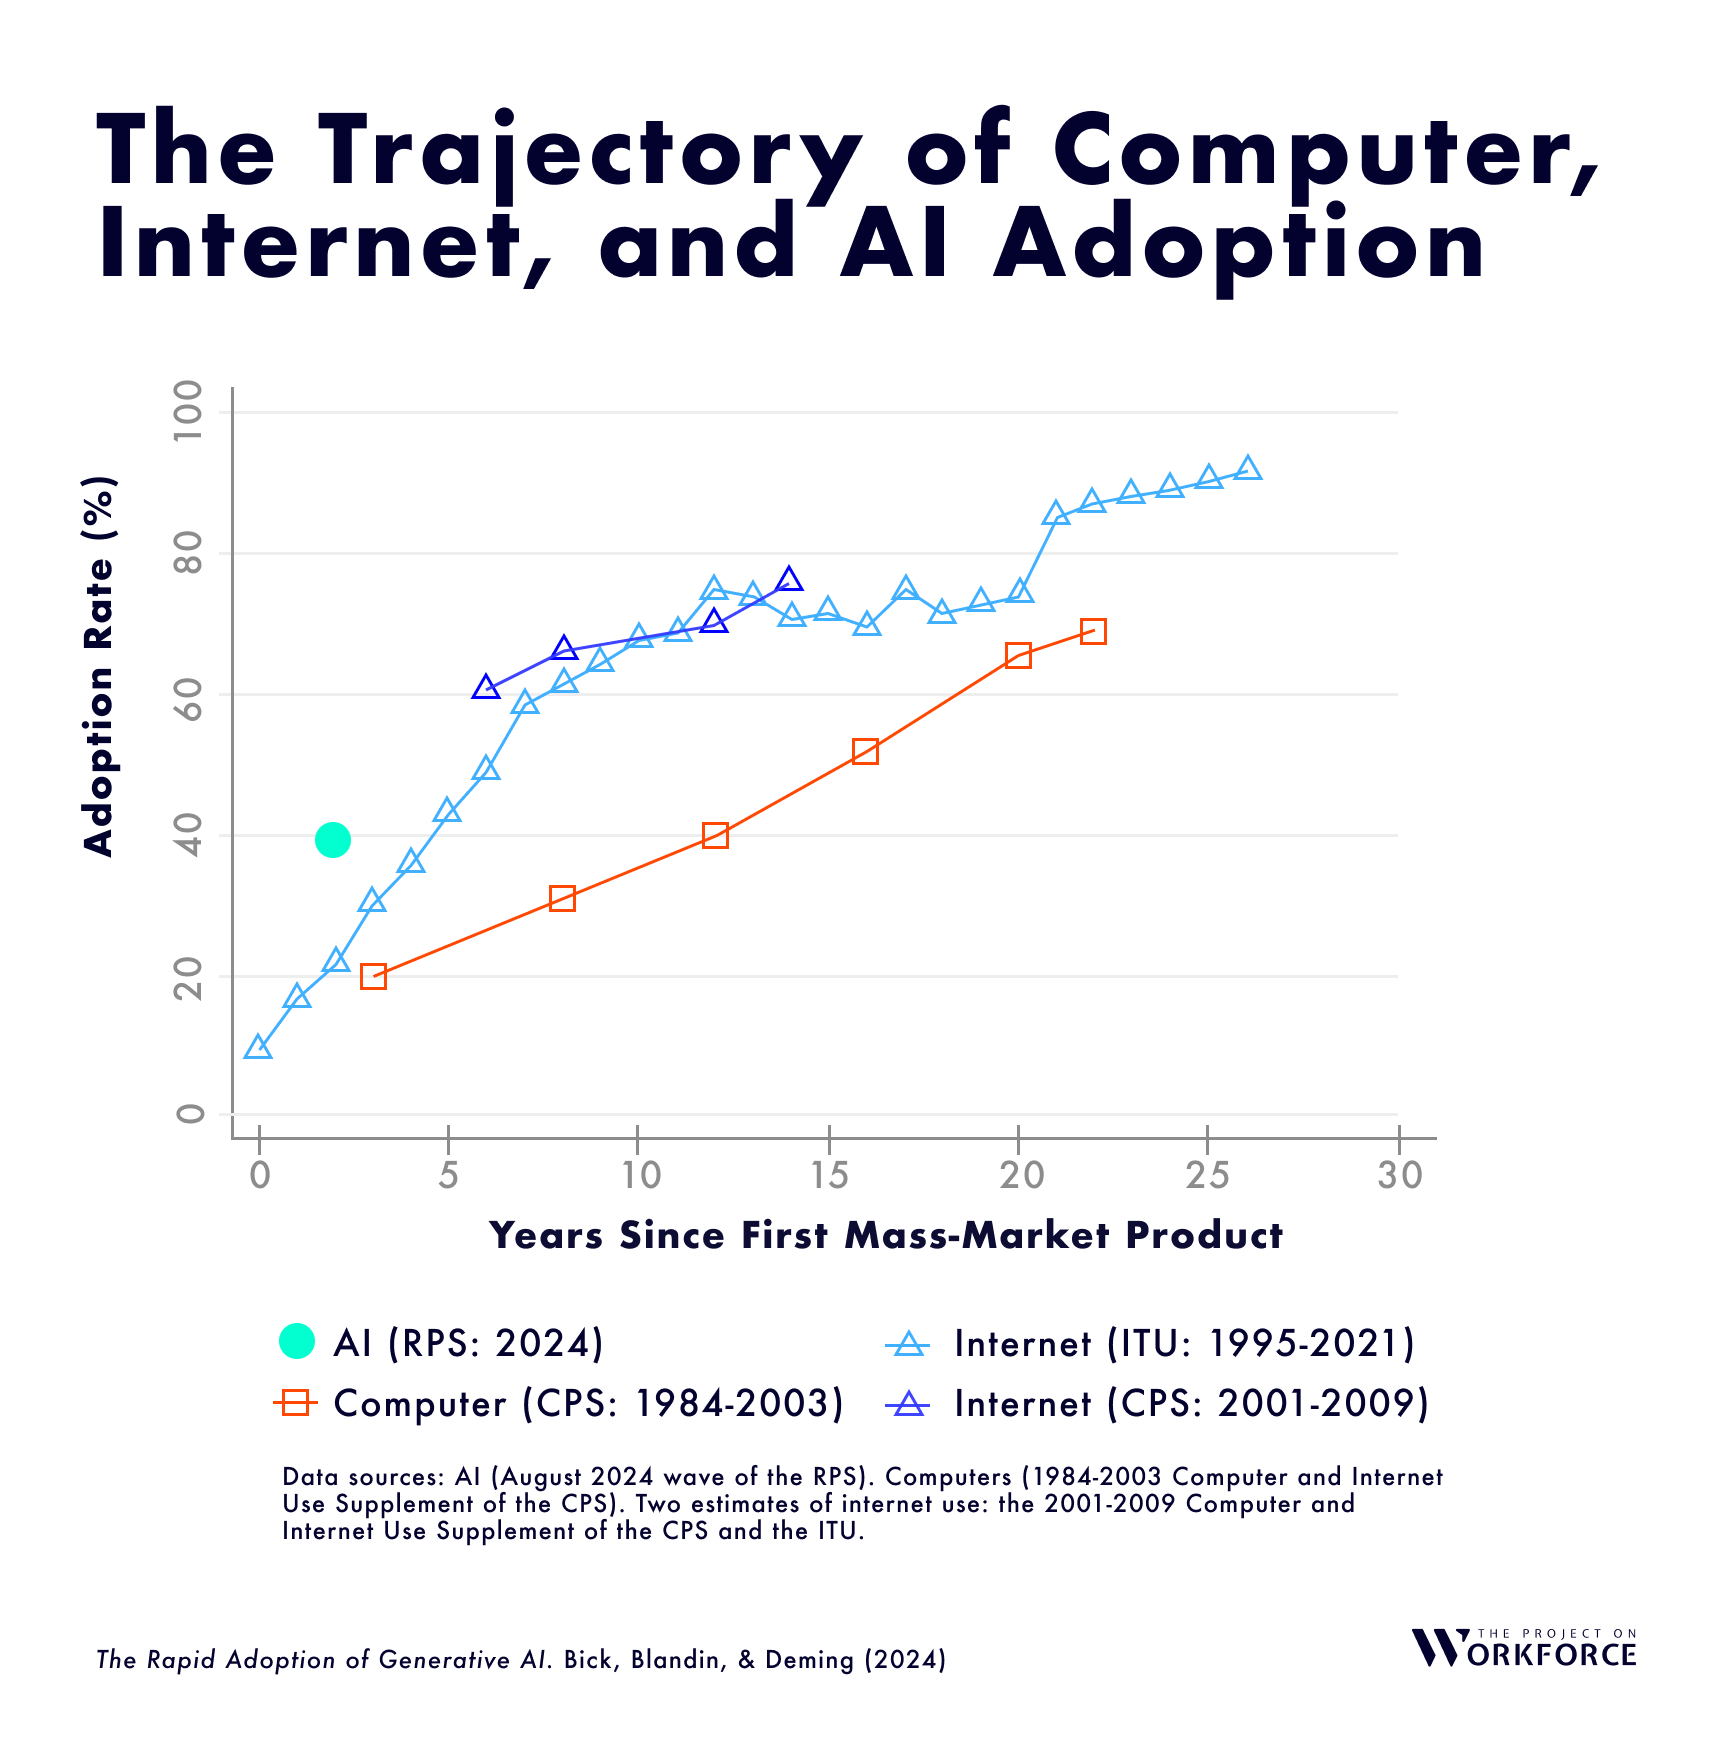 The Trajectory of Computer,
Internet, and AI Adoption
Adoption Rate (%)
100
80
60
40
20
0
0 5 10 15 20 25 30
Years Since First Mass-Market Product
AI (RPS: 2024)
Internet (ITU: 1995-2021)
Computer (CPS: 1984-2003)
Internet (CPS: 2001-2009)
Data sources: AI (August 2024 wave of the RPS). Computers (1984-2003 Computer and Internet
Use Supplement of the CPS). Two estimates of internet use: the 2001-2009 Computer and
Internet Use Supplement of the CPS and the ITU.
The Rapid Adoption of Generative AI. Bick, Blandin, & Deming (2024)
THE PROJECT ON
WORKFORCE